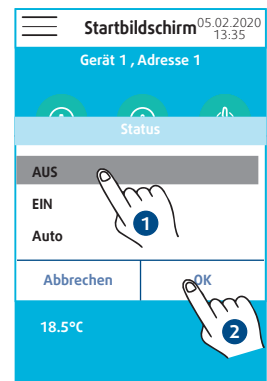 Startbildschirm
05.02.2020
13:35
Gerät 1 , Adresse 1
Status
AUS
EIN
1
Auto
Abbrechen
OK
18.5°C
2